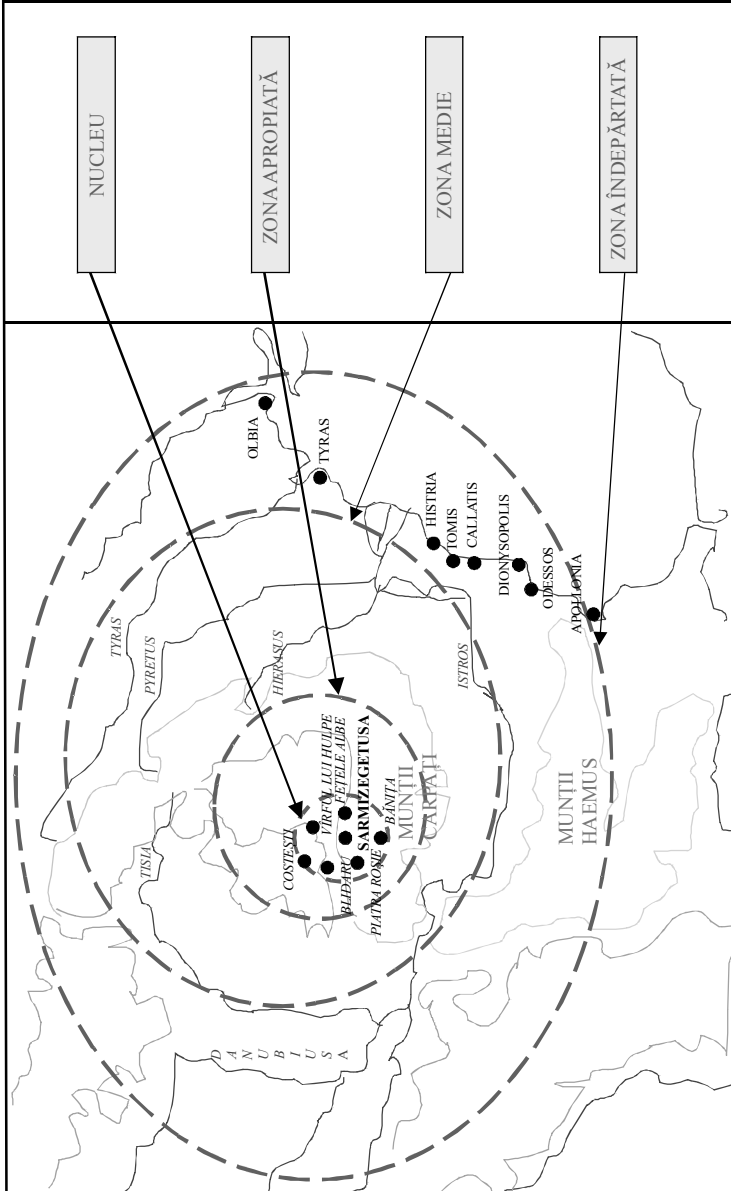 NUCLEU
ZONA APROPIATĂ
ZONA MEDIE
ZONA ÎNDEPĂRTATĂ
OLBIA
TYRAS
HISTRIA
TOMIS
CALLATIS
DIONYSOPOLIS
ODESSOS
APOLLONIA
TYRAS
PYRETUS
HIERASUS
ISTROS
TISIA
COSTEȘTI
VÎRFUL LUI HULPE
FEȚELE ALBE
SARMIZEGETUSA
BLIDARU
PIATRA ROȘIE
BĂNIȚA
MUNȚII
CARPAȚI
MUNȚII
HAEMUS
DANUBIUSA